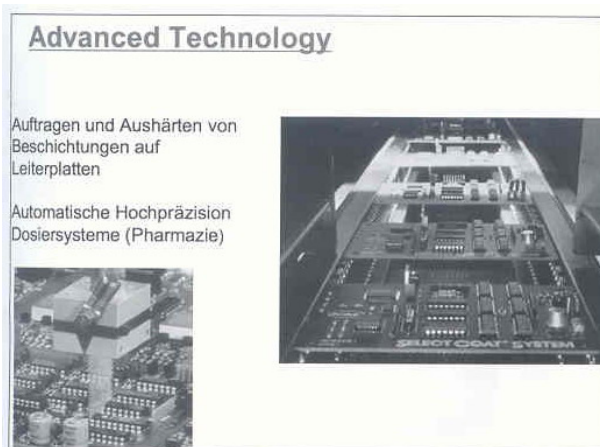 Advanced Technology
Auftragen und Aushärten von
Beschichtungen auf
Leiterplatten
Automatische Hochpräzision
Dosiersysteme (Pharmazie)
SELECT COAT SYSTEM